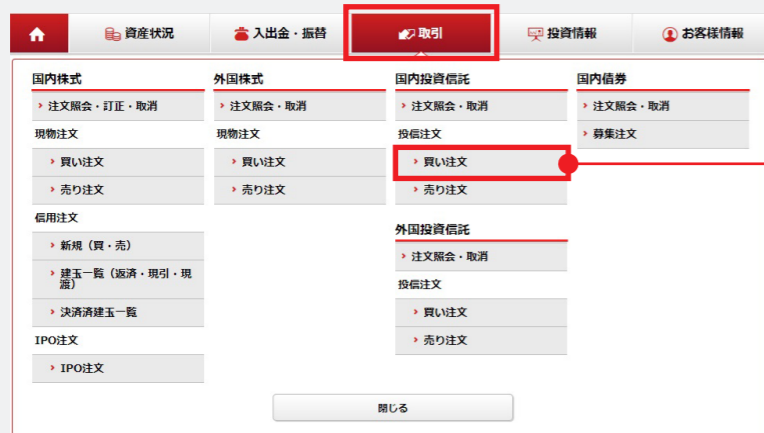 資産状況
入出金・振替
取引
投資情報
お客様情報
国内株式
注文照会・訂正・取消
現物注文
買い注文
売り注文
信用注文
新規（買・売）
建玉一覧（返済・現引・現
渡）
決済済建玉一覧
IPO注文
IPO注文
外国株式
注文照会・取消
現物注文
買い注文
売り注文
国内投資信託
注文照会・取消
投信注文
買い注文
売り注文
外国投資信託
注文照会・取消
投信注文
買い注文
売り注文
国内債券
注文照会・取消
募集注文
閉じる